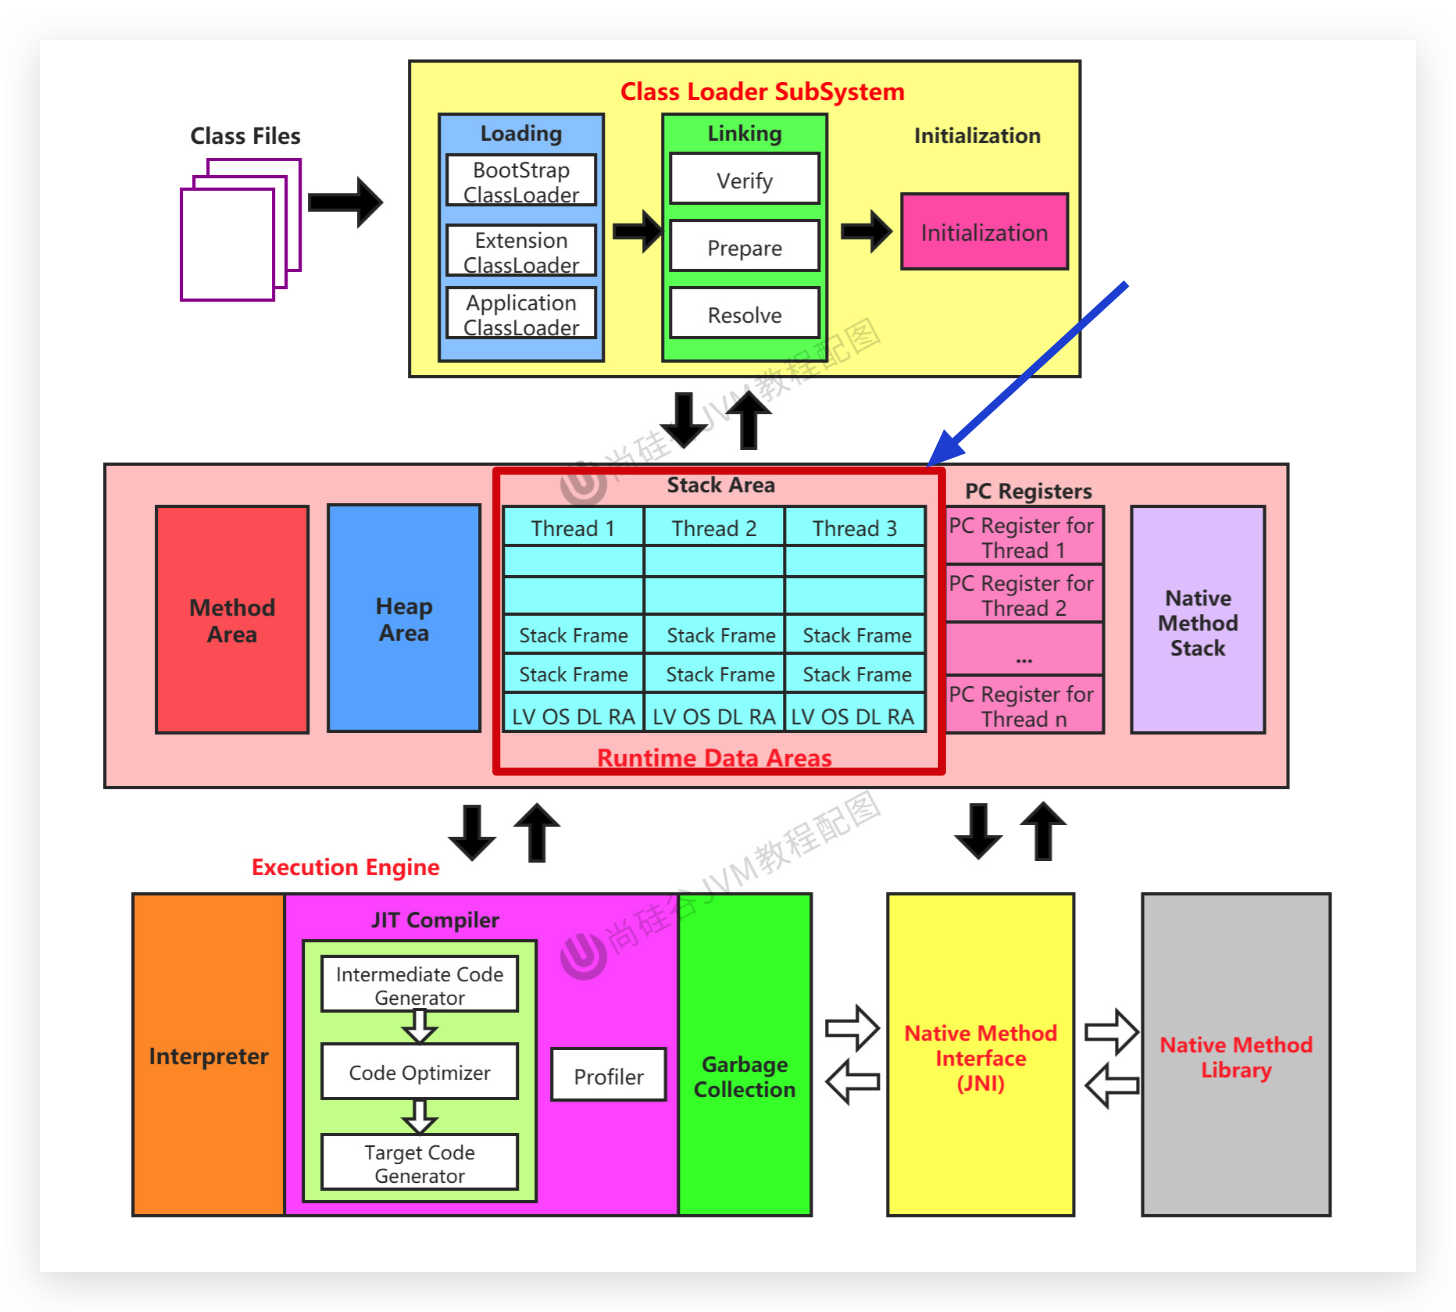 Class Loader SubSystem
Class Files
Loading
BootStrap
ClassLoader
Extension
ClassLoader
Application
ClassLoader
Linking
Verify
Prepare
Resolve
Initialization
Initialization
尚硅谷JVM教程配图
Method
Area
Heap
Area
Stack Area
Thread 1
Thread 2
Thread 3
Stack Frame
Stack Frame
Stack Frame
Stack Frame
Stack Frame
Stack Frame
LV OS DL RA
LV OS DL RA
LV OS DL RA
Runtime Data Areas
PC Registers
PC Register for
Thread 1
PC Register for
Thread 2
...
PC Register for
Thread n
Native
Method
Stack
尚硅谷JVM教程配图
Execution Engine
Interpreter
JIT Compiler
Intermediate Code
Generator
Code Optimizer
Target Code
Generator
Profiler
Garbage
Collection
Native Method
Interface
(JNI)
Native Method
Library